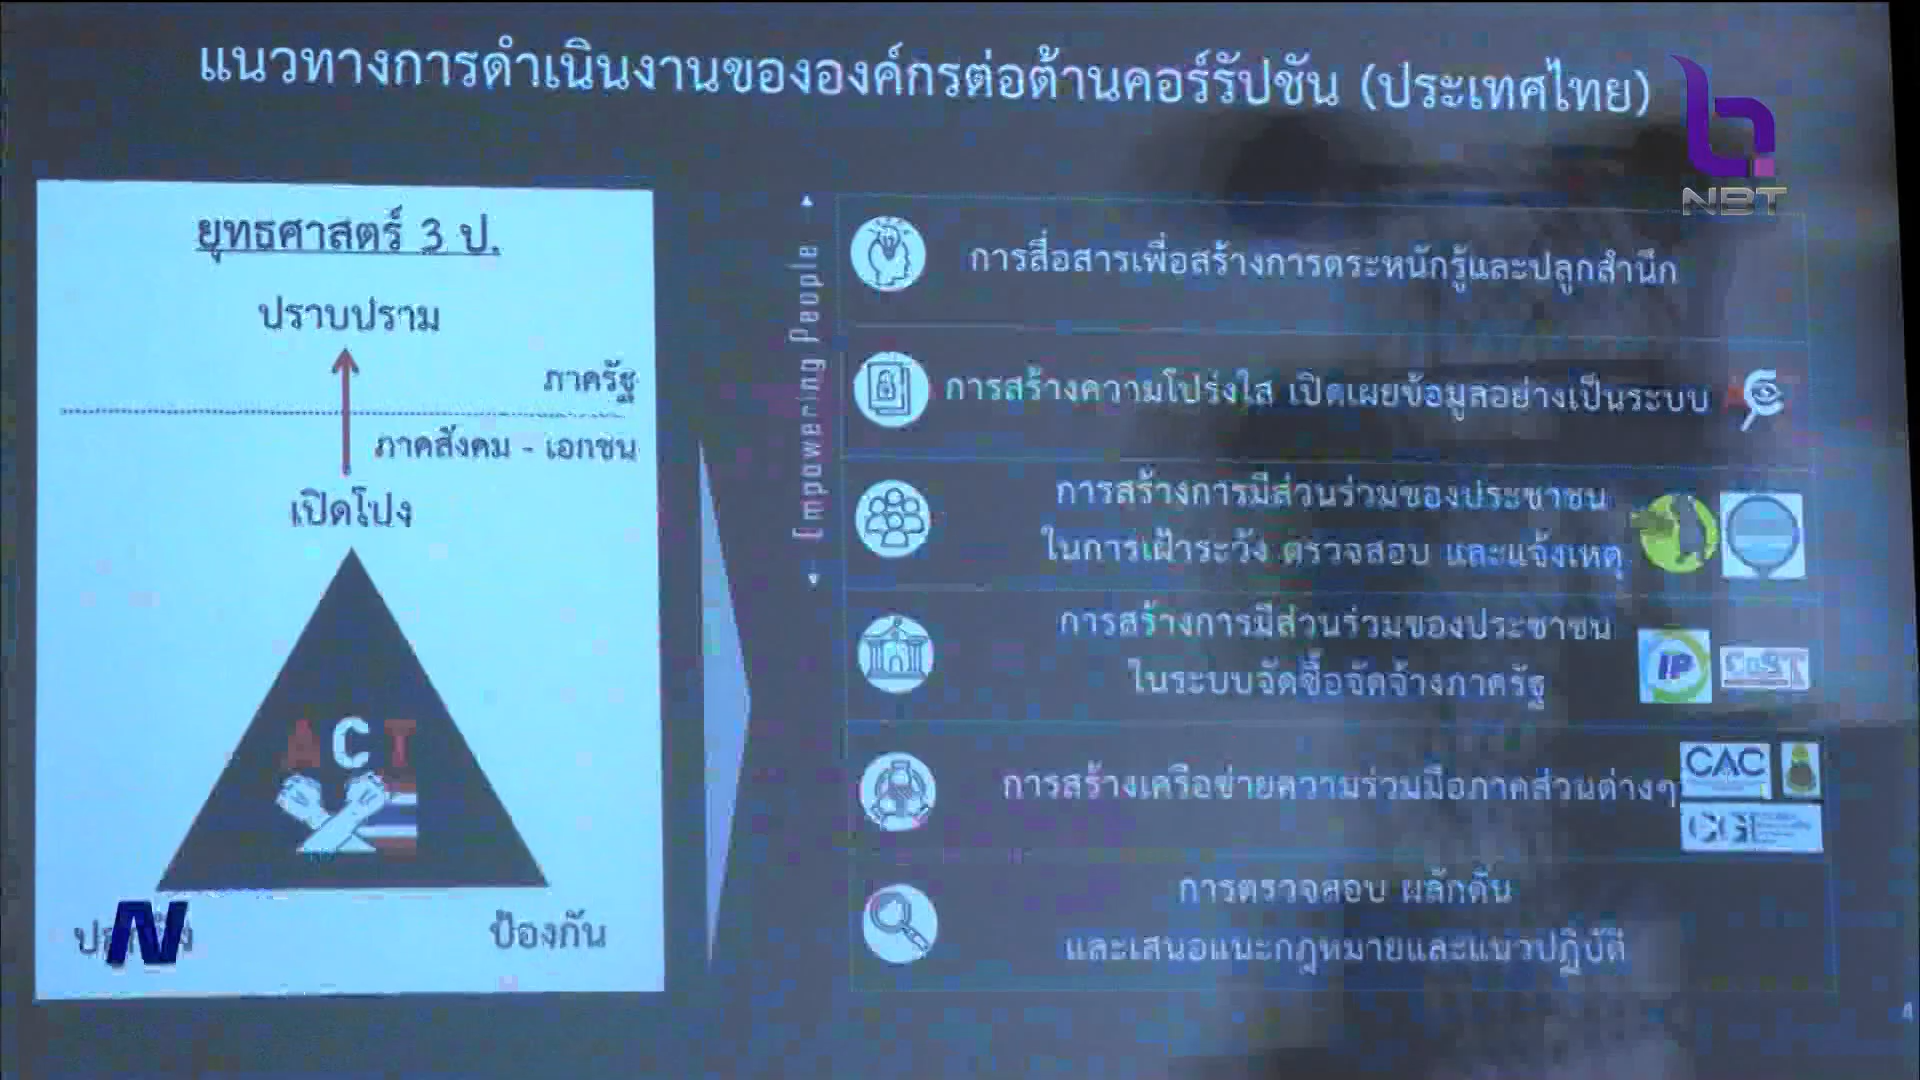 แนวทางการดำเนินงานขององค์กรต่อต้านคอร์รัปชัน (ประเทศไทย)
NBT
ยุทธศาสตร์ 3 ป.
ปราบปราม
ภาครัฐ
ภาคสังคม - เอกชน
เปิดโปง
ACT
N
ป้องกัน
Empowering People
การสื่อสารเพื่อสร้างการตระหนักรู้และปลูกสำนึก
การสร้างความโปร่งใส เปิดเผยข้อมูลอย่างเป็นระบบ
การสร้างการมีส่วนร่วมของประชาชน
ในการเฝ้าระวัง ตรวจสอบ และแจ้งเหตุ
การสร้างการมีส่วนร่วมของประชาชน
ในระบบจัดซื้อจัดจ้างภาครัฐ
IP
CoST
การสร้างเครือข่ายความร่วมมือภาคส่วนต่างๆ
CAC
การตรวจสอบ ผลักดัน
และเสนอแนะกฎหมายและแนวปฏิบัติ
4